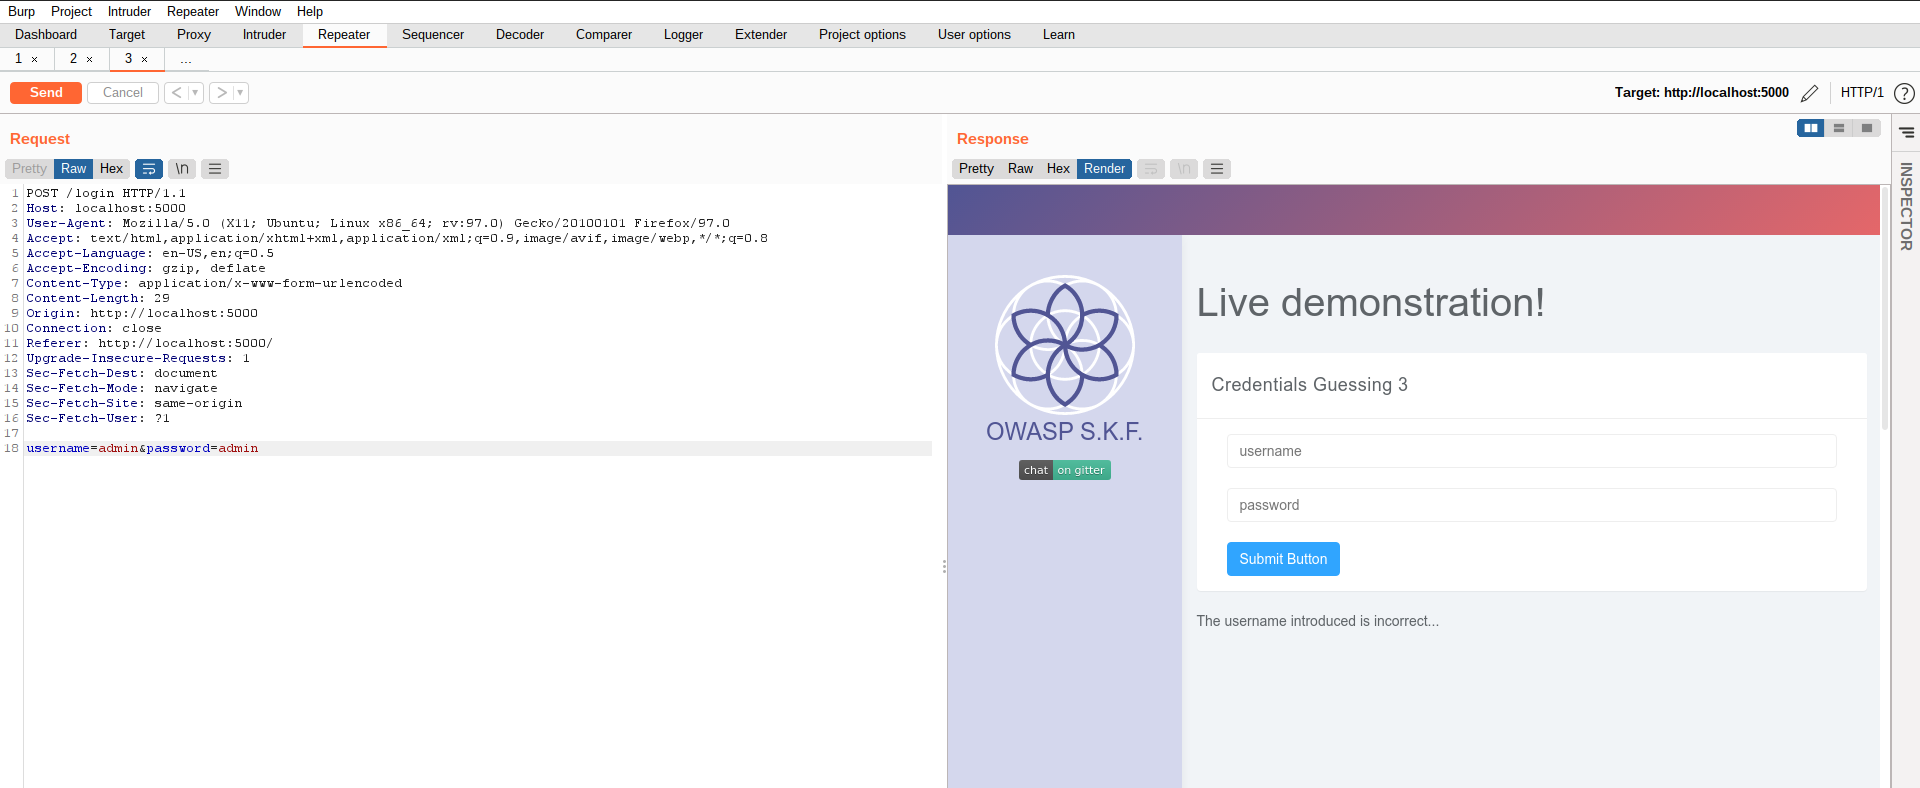 Burp Project Intruder Repeater Window Help
Dashboard Target Proxy Intruder Repeater Sequencer Decoder Comparer Logger Extender Project options User options Learn
1 × 2 × 3 × ...
Send Cancel < > Target: http://localhost:5000 HTTP/1 ?
Request
Pretty Raw Hex \n
1 POST /login HTTP/1.1
2 Host: localhost:5000
3 User-Agent: Mozilla/5.0 (X11; Ubuntu; Linux x86_64; rv:97.0) Gecko/20100101 Firefox/97.0
4 Accept: text/html,application/xhtml+xml,application/xml;q=0.9,image/avif,image/webp,*/*;q=0.8
5 Accept-Language: en-US,en;q=0.5
6 Accept-Encoding: gzip, deflate
7 Content-Type: application/x-www-form-urlencoded
8 Content-Length: 29
9 Origin: http://localhost:5000
10 Connection: close
11 Referer: http://localhost:5000/
12 Upgrade-Insecure-Requests: 1
13 Sec-Fetch-Dest: document
14 Sec-Fetch-Mode: navigate
15 Sec-Fetch-Site: same-origin
16 Sec-Fetch-User: ?1
17
18 username=admin&password=admin
Response
Pretty Raw Hex Render \n
OWASP S.K.F.
chat on gitter
Live demonstration!
Credentials Guessing 3
username
password
Submit Button
The username introduced is incorrect...
INSPECTOR